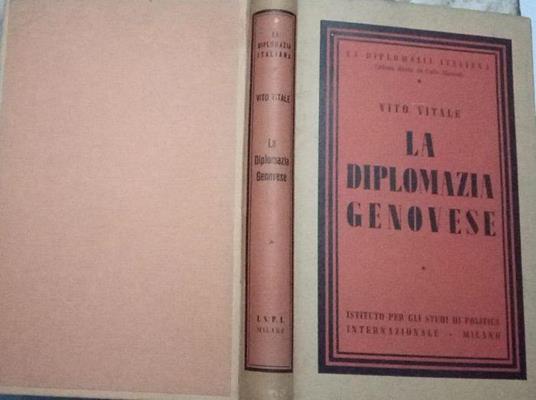 LA
DIPLOMAZIA
ITALIANA
VITO VITALE
La
Diplomazia
Genovese
I. S. P. I.
MILANO
LA DIPLOMAZIA ITALIANA
VITO VITALE
LA
DIPLOMAZIA
GENOVESE
ISTITUTO PER GLI STUDI DI POLITICA
INTERNAZIONALE - MILANO